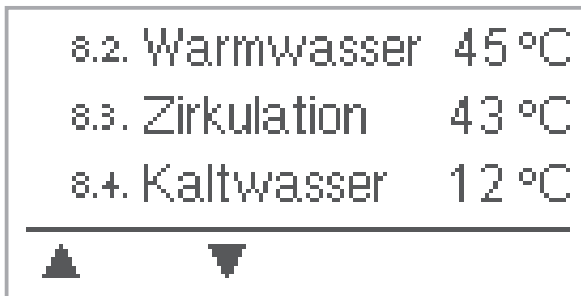 8.2. Warmwasser 45 °C
8.3. Zirkulation 43 °C
8.4. Kaltwasser 12 °C